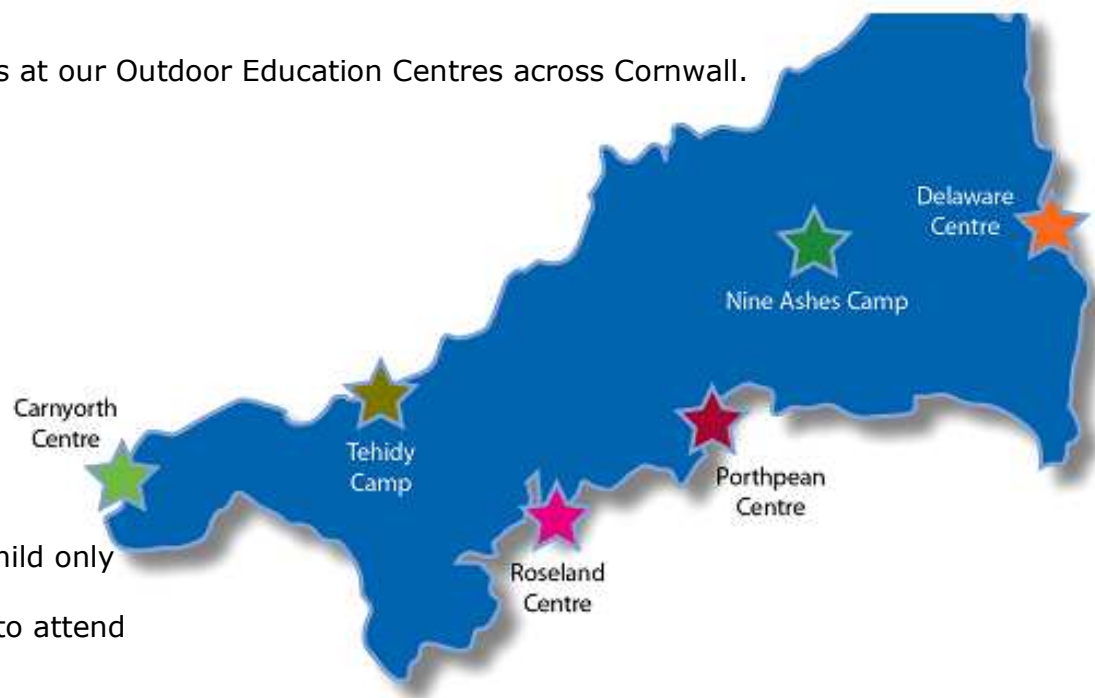 s at our Outdoor Education Centres across Cornwall.
Delaware
Centre
Nine Ashes Camp
Carnyorth
Centre
Tehidy
Camp
Porthpean
Centre
Roseland
Centre
hild only
to attend